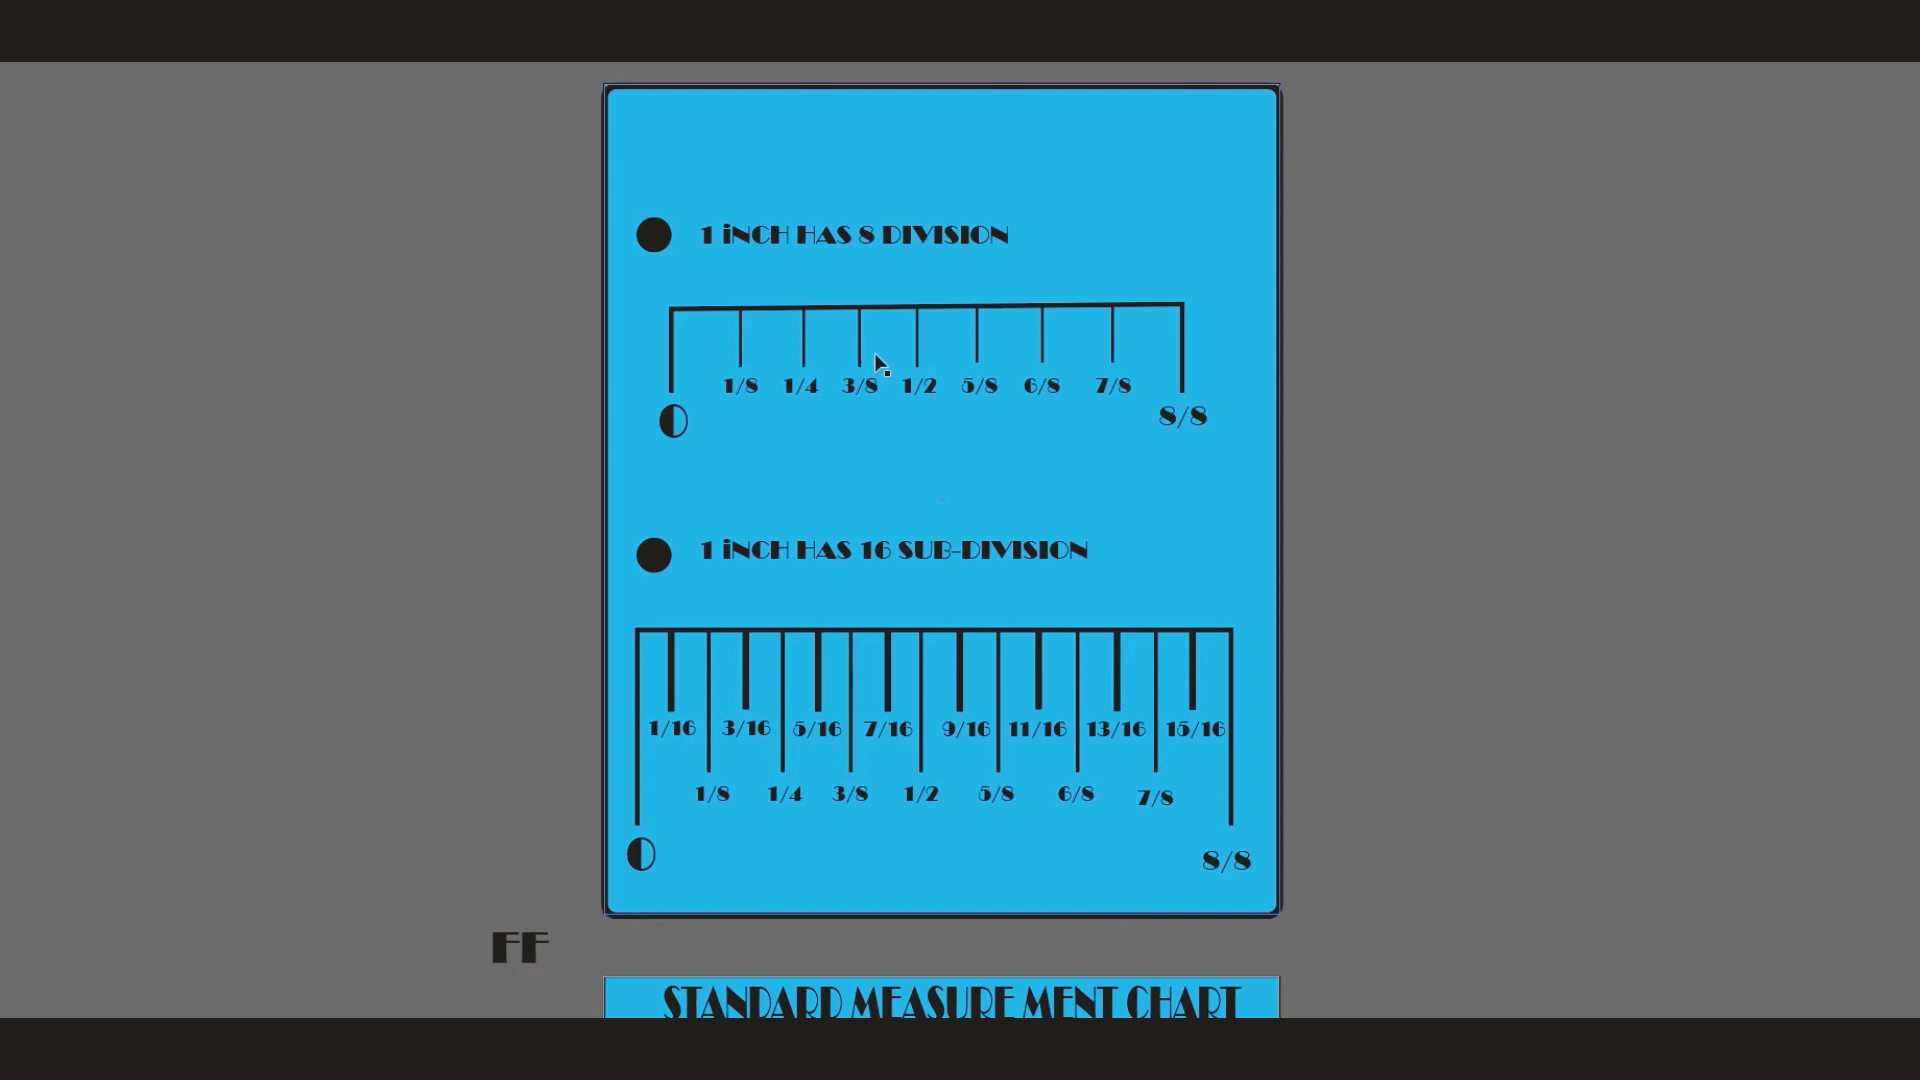 1 iNCH HAS 8 DIVISION
1/8 1/4 3/8 1/2 5/8 6/8 7/8
0 8/8
1 iNCH HAS 16 SUB-DIVISION
1/16 3/16 5/16 7/16 9/16 11/16 13/16 15/16
1/8 1/4 3/8 1/2 5/8 6/8 7/8
0 8/8
FF
STANDARD MEASURE MENT CHART